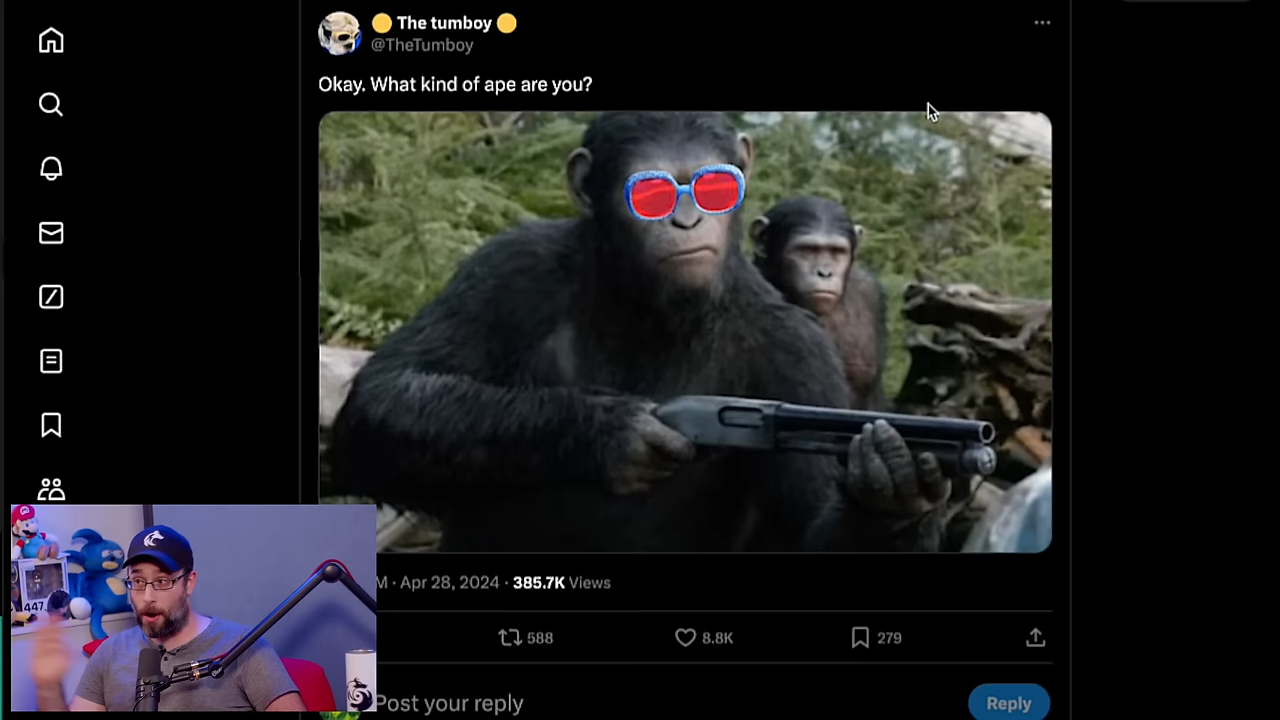 The tumboy
@TheTumboy
Okay. What kind of ape are you?
M · Apr 28, 2024 · 385.7K Views
588
8.8K
279
Post your reply
Reply
447